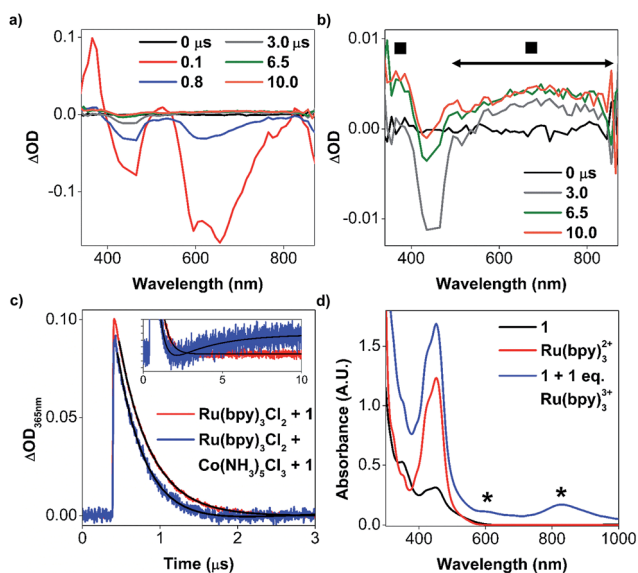 a)
0.1
0.0
-0.1
ΔOD
0 μs
0.1
0.8
3.0 μs
6.5
10.0
400 600 800
Wavelength (nm)
b)
0.01
0.00
-0.01
ΔOD
■ ■
0 μs
3.0
6.5
10.0
400 600 800
Wavelength (nm)
c)
0.10
0.05
0.00
ΔOD365nm
0 5 10
Ru(bpy)3Cl2 + 1
Ru(bpy)3Cl2 +
Co(NH3)5Cl3 + 1
0 1 2 3
Time (μs)
d)
1.5
1.0
0.5
0.0
Absorbance (A.U.)
1
Ru(bpy)3²⁺
1 + 1 eq.
Ru(bpy)3³⁺
* *
400 600 800 1000
Wavelength (nm)